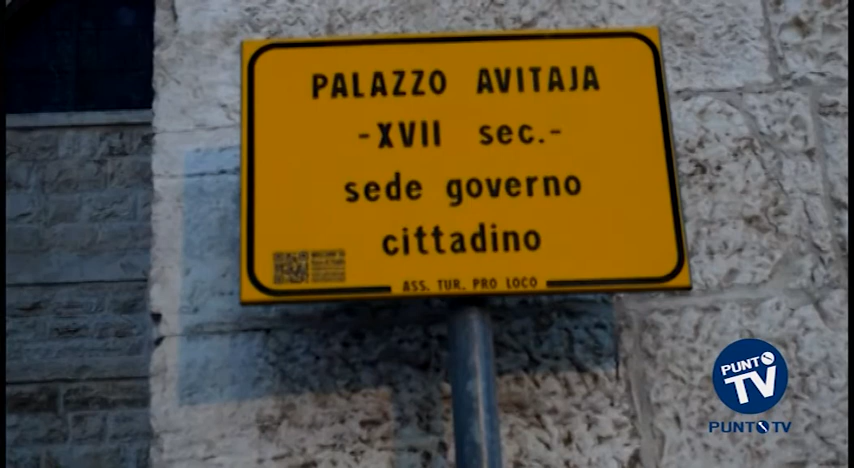 PALAZZO AVITAJA
-XVII sec.-
sede governo
cittadino
ASS. TUR. PRO LOCO
PUNTO
TV
PUNTO TV